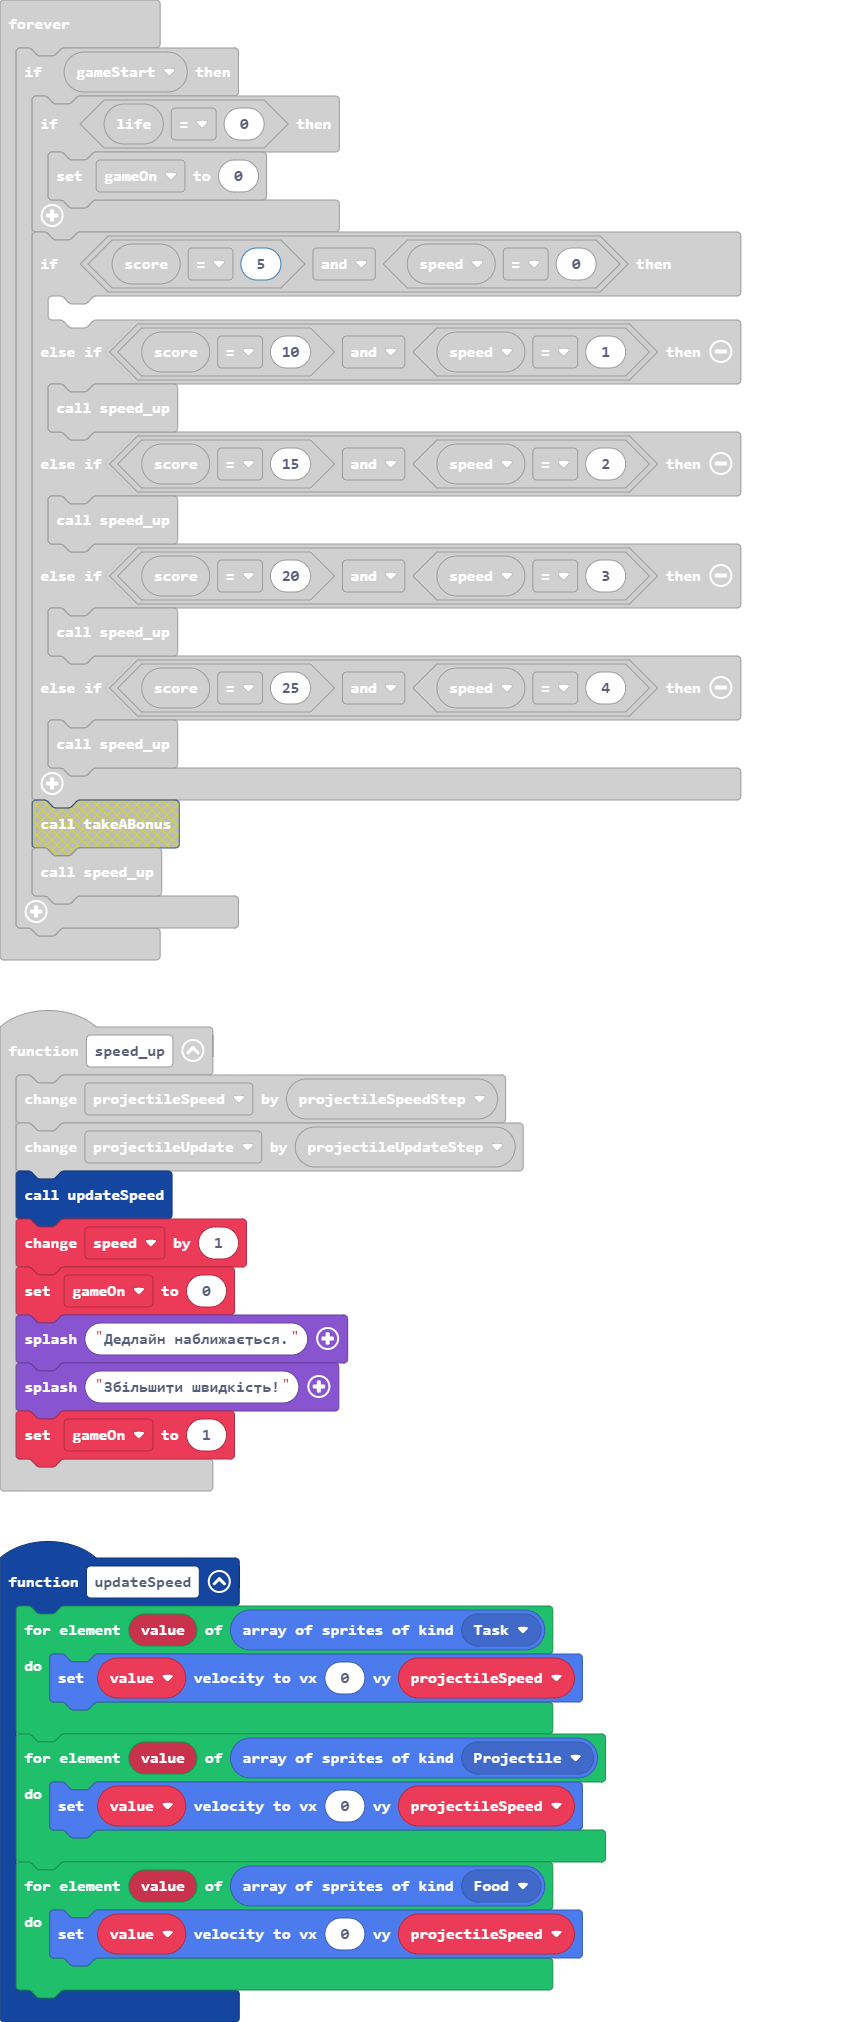 forever
if gameStart then
if life = 0 then
set gameOn to 0
if score = 5 and speed = 0 then
else if score = 10 and speed = 1 then
call speed_up
else if score = 15 and speed = 2 then
call speed_up
else if score = 20 and speed = 3 then
call speed_up
else if score = 25 and speed = 4 then
call speed_up
call takeABonus
call speed_up
function speed_up
change projectileSpeed by projectileSpeedStep
change projectileUpdate by projectileUpdateStep
call updateSpeed
change speed by 1
set gameOn to 0
splash "Дедлайн наближається."
splash "Збільшити швидкість!"
set gameOn to 1
function updateSpeed
for element value of array of sprites of kind Task
do set value velocity to vx 0 vy projectileSpeed
for element value of array of sprites of kind Projectile
do set value velocity to vx 0 vy projectileSpeed
for element value of array of sprites of kind Food
do set value velocity to vx 0 vy projectileSpeed